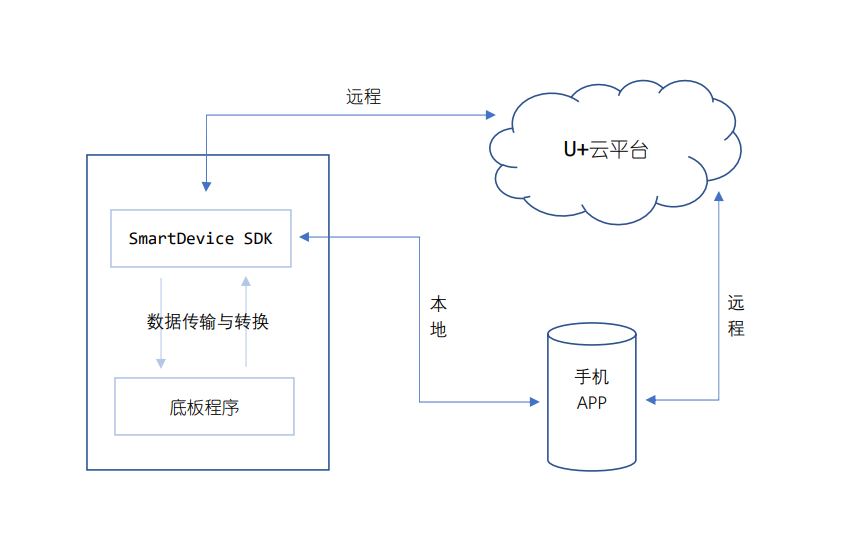 远程
U+云平台
SmartDevice SDK
本
地
远
程
数据传输与转换
手机
APP
底板程序